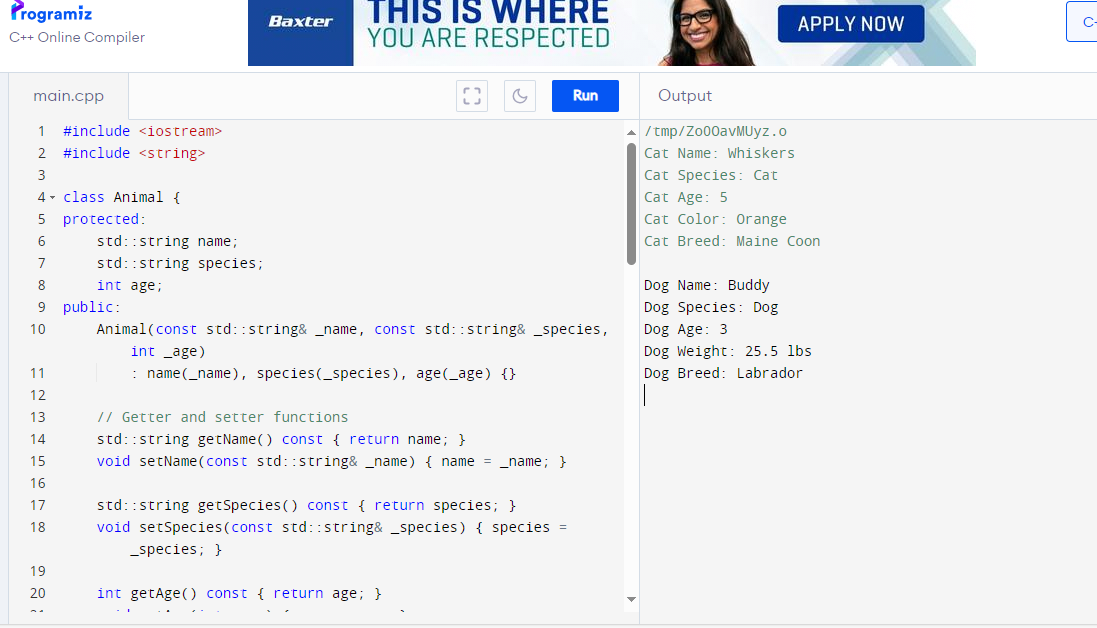 Programiz
C++ Online Compiler
Baxter
THIS IS WHERE
YOU ARE RESPECTED
APPLY NOW
C-
main.cpp
Run
Output
1 #include <iostream>
2 #include <string>
3
4 class Animal {
5 protected:
6 std::string name;
7 std::string species;
8 int age;
9 public:
10 Animal(const std::string& _name, const std::string& _species,
int _age)
11 : name(_name), species(_species), age(_age) {}
12
13 // Getter and setter functions
14 std::string getName() const { return name; }
15 void setName(const std::string& _name) { name = _name; }
16
17 std::string getSpecies() const { return species; }
18 void setSpecies(const std::string& _species) { species =
_species; }
19
20 int getAge() const { return age; }
/tmp/ZoOOavMUyz.o
Cat Name: Whiskers
Cat Species: Cat
Cat Age: 5
Cat Color: Orange
Cat Breed: Maine Coon
Dog Name: Buddy
Dog Species: Dog
Dog Age: 3
Dog Weight: 25.5 lbs
Dog Breed: Labrador